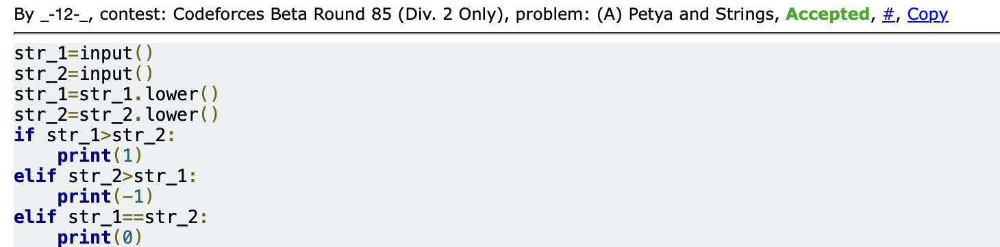 By _-12-_, contest: Codeforces Beta Round 85 (Div. 2 Only), problem: (A) Petya and Strings, Accepted, #, Copy
str_1=input()
str_2=input()
str_1=str_1.lower()
str_2=str_2.lower()
if str_1>str_2:
    print(1)
elif str_2>str_1:
    print(-1)
elif str_1==str_2:
    print(0)